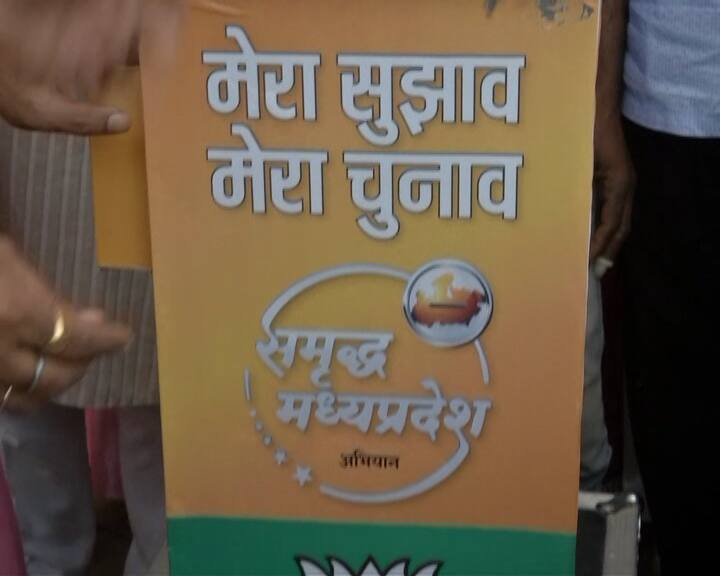 मेरा सुझाव
मेरा चुनाव
समृद्ध
मध्यप्रदेश
अभियान